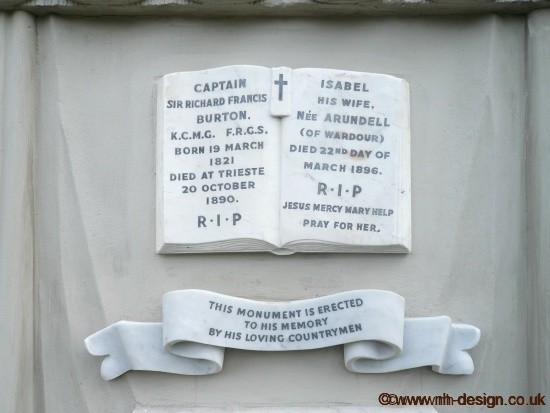 CAPTAIN
SIR RICHARD FRANCIS
BURTON.
K.C.M.G. F.R.G.S.
BORN 19 MARCH
1821
DIED AT TRIESTE
20 OCTOBER
1890.
R·I·P
ISABEL
HIS WIFE,
NÉE ARUNDELL
(OF WARDOUR)
DIED 22ND DAY OF
MARCH 1896.
R·I·P
JESUS MERCY MARY HELP
PRAY FOR HER.
THIS MONUMENT IS ERECTED
TO HIS MEMORY
BY HIS LOVING COUNTRYMEN
©www.nfh-design.co.uk